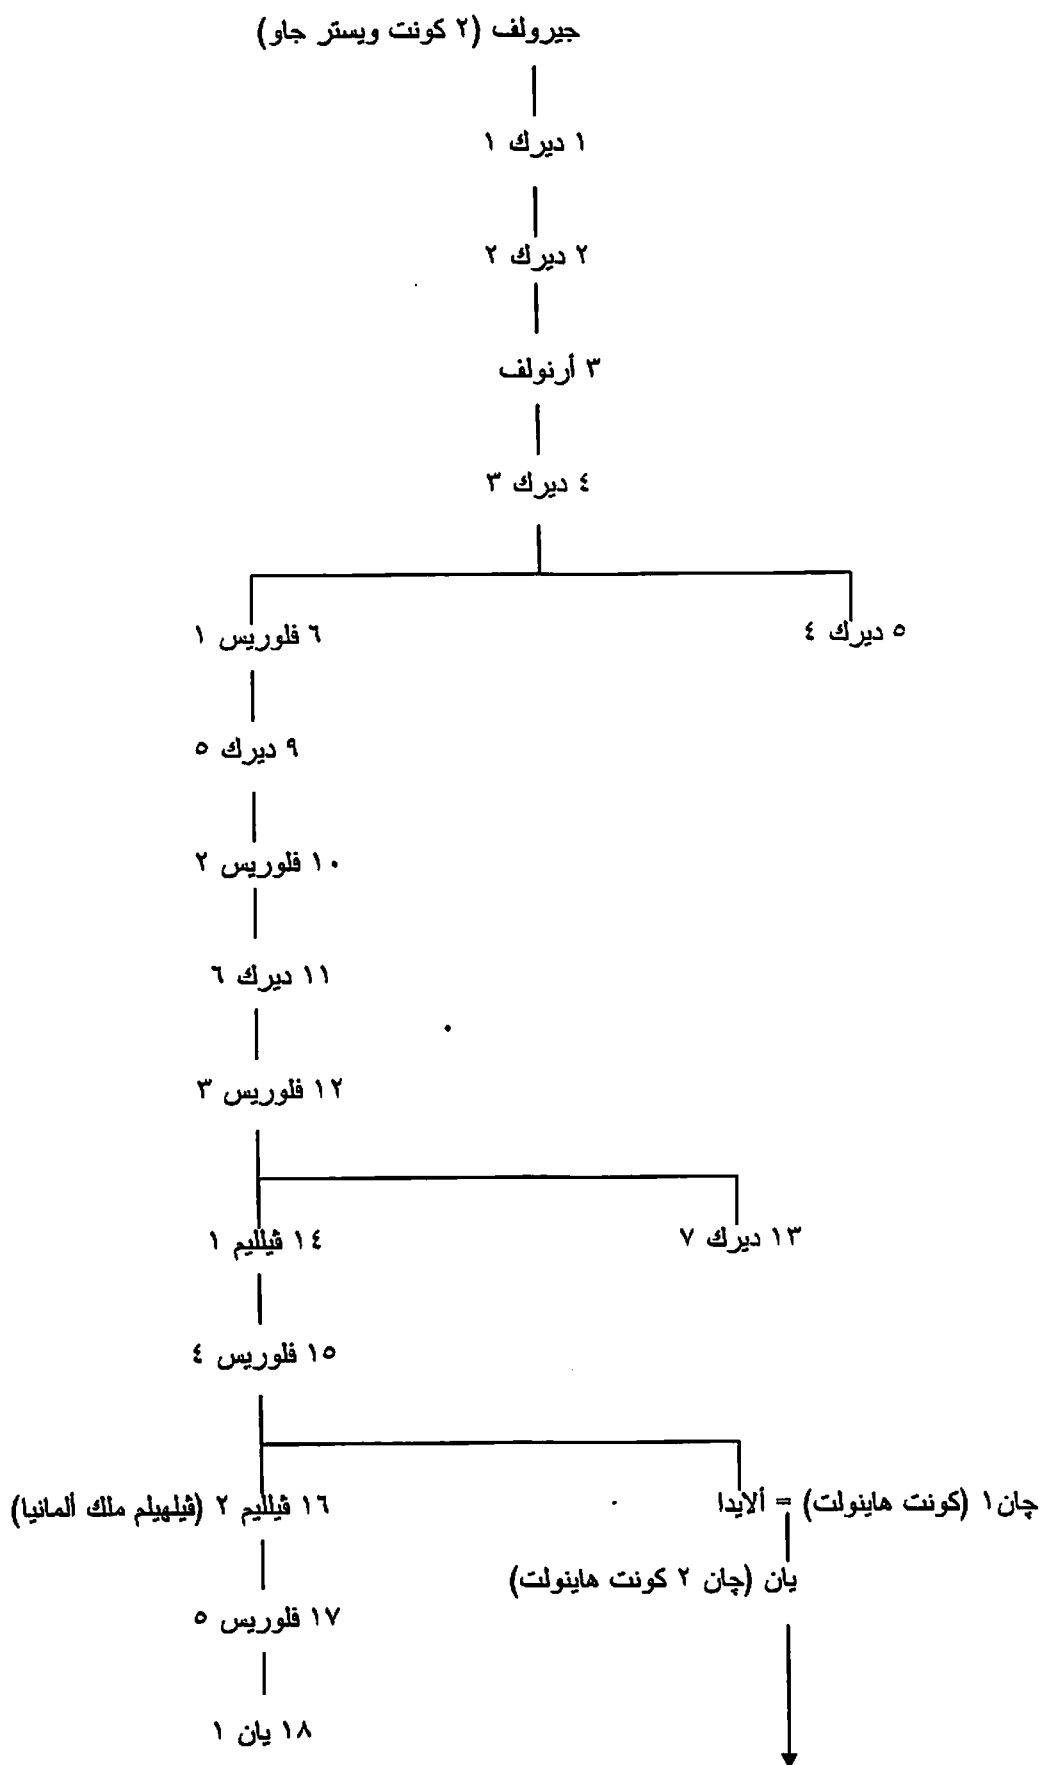 جيرولف (٢ كونت ويستر جاو)
١ ديرك ١
٢ ديرك ٢
٣ أرنولف
٤ ديرك ٣
٥ ديرك ٤
٦ فلوريس ١
٩ ديرك ٥
١٠ فلوريس ٢
١١ ديرك ٦
١٢ فلوريس ٣
١٣ ديرك ٧
١٤ ڤيلليم ١
١٥ فلوريس ٤
چان١ (كونت هاينولت) = ألايدا
١٦ ڤيلليم ٢ (ڤيلهيلم ملك ألمانيا)
يان (چان ٢ كونت هاينولت)
١٧ فلوريس ٥
١٨ يان ١